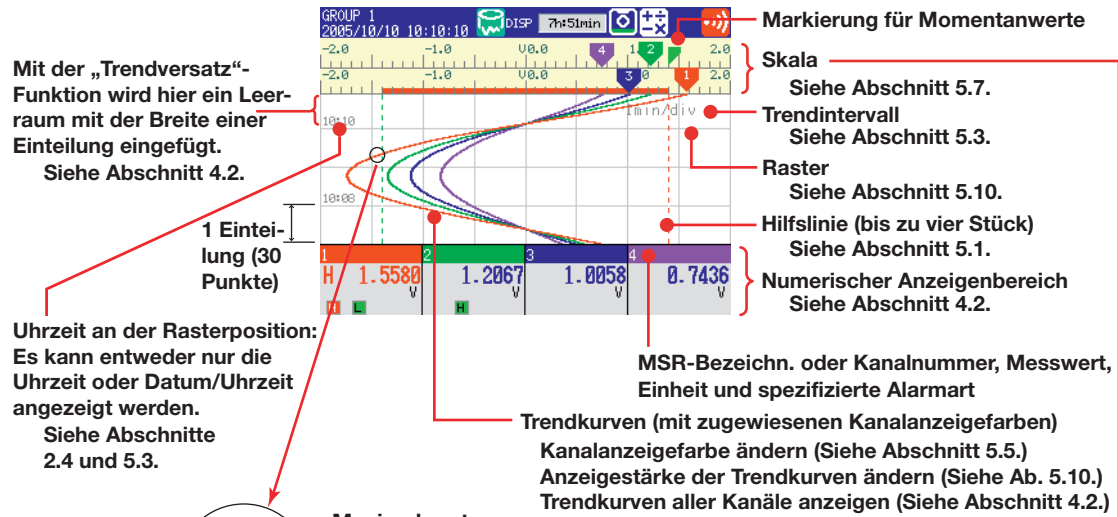 GROUP 1
2005/10/10 10:10:10
DISP
7h:51min
-2.0 -1.0 V0.0 2.0
4 2
-2.0 -1.0 V0.0 2.0
3 1
1min/div
10:10
10:08
1 2 3 4
H 1.5580 1.2067 1.0058 0.7436
V V V V
L H
Markierung für Momentanwerte
Skala
Siehe Abschnitt 5.7.
Trendintervall
Siehe Abschnitt 5.3.
Raster
Siehe Abschnitt 5.10.
Hilfslinie (bis zu vier Stück)
Siehe Abschnitt 5.1.
Numerischer Anzeigenbereich
Siehe Abschnitt 4.2.
Mit der „Trendversatz“-
Funktion wird hier ein Leer-
raum mit der Breite einer
Einteilung eingefügt.
Siehe Abschnitt 4.2.
1 Eintei-
lung (30
Punkte)
Uhrzeit an der Rasterposition:
Es kann entweder nur die
Uhrzeit oder Datum/Uhrzeit
angezeigt werden.
Siehe Abschnitte
2.4 und 5.3.
MSR-Bezeichn. oder Kanalnummer, Messwert,
Einheit und spezifizierte Alarmart
Trendkurven (mit zugewiesenen Kanalanzeigefarben)
Kanalanzeigefarbe ändern (Siehe Abschnitt 5.5.)
Anzeigestärke der Trendkurven ändern (Siehe Ab. 5.10.)
Trendkurven aller Kanäle anzeigen (Siehe Abschnitt 4.2.)